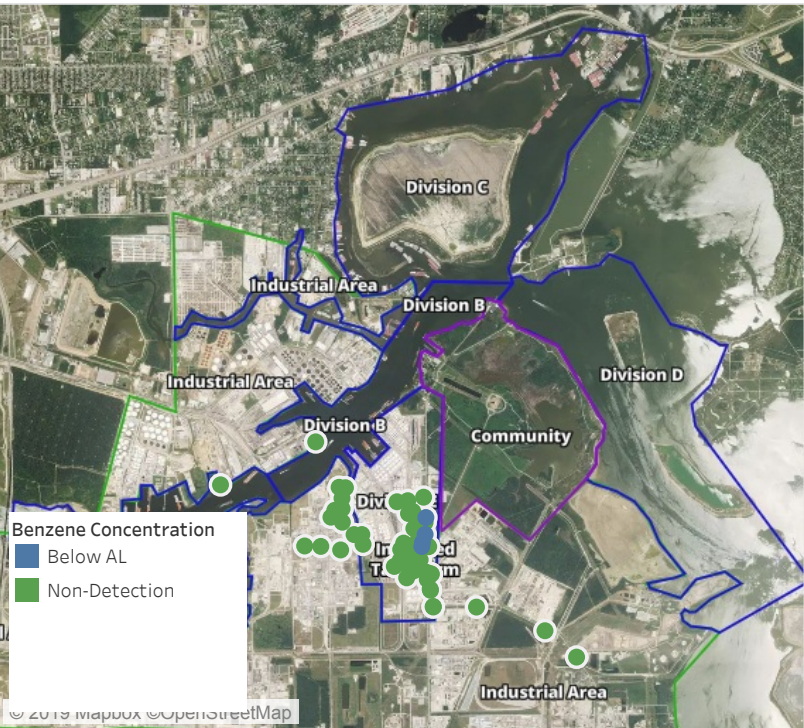 Division C
Industrial Area
Division B
Industrial Area
Division D
Division B
Community
Benzene Concentration
Below AL
Non-Detection
Industrial Area
© 2019 Mapbox ©OpenStreetMap